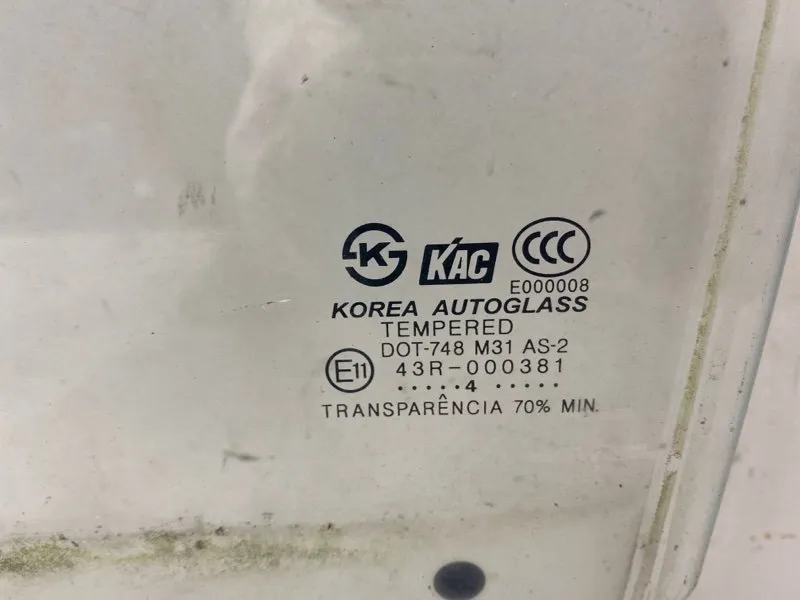 K KAC CCC
E000008
KOREA AUTOGLASS
TEMPERED
DOT-748 M31 AS-2
E11 43R-000381
.....4 .....
TRANSPARÊNCIA 70% MIN.